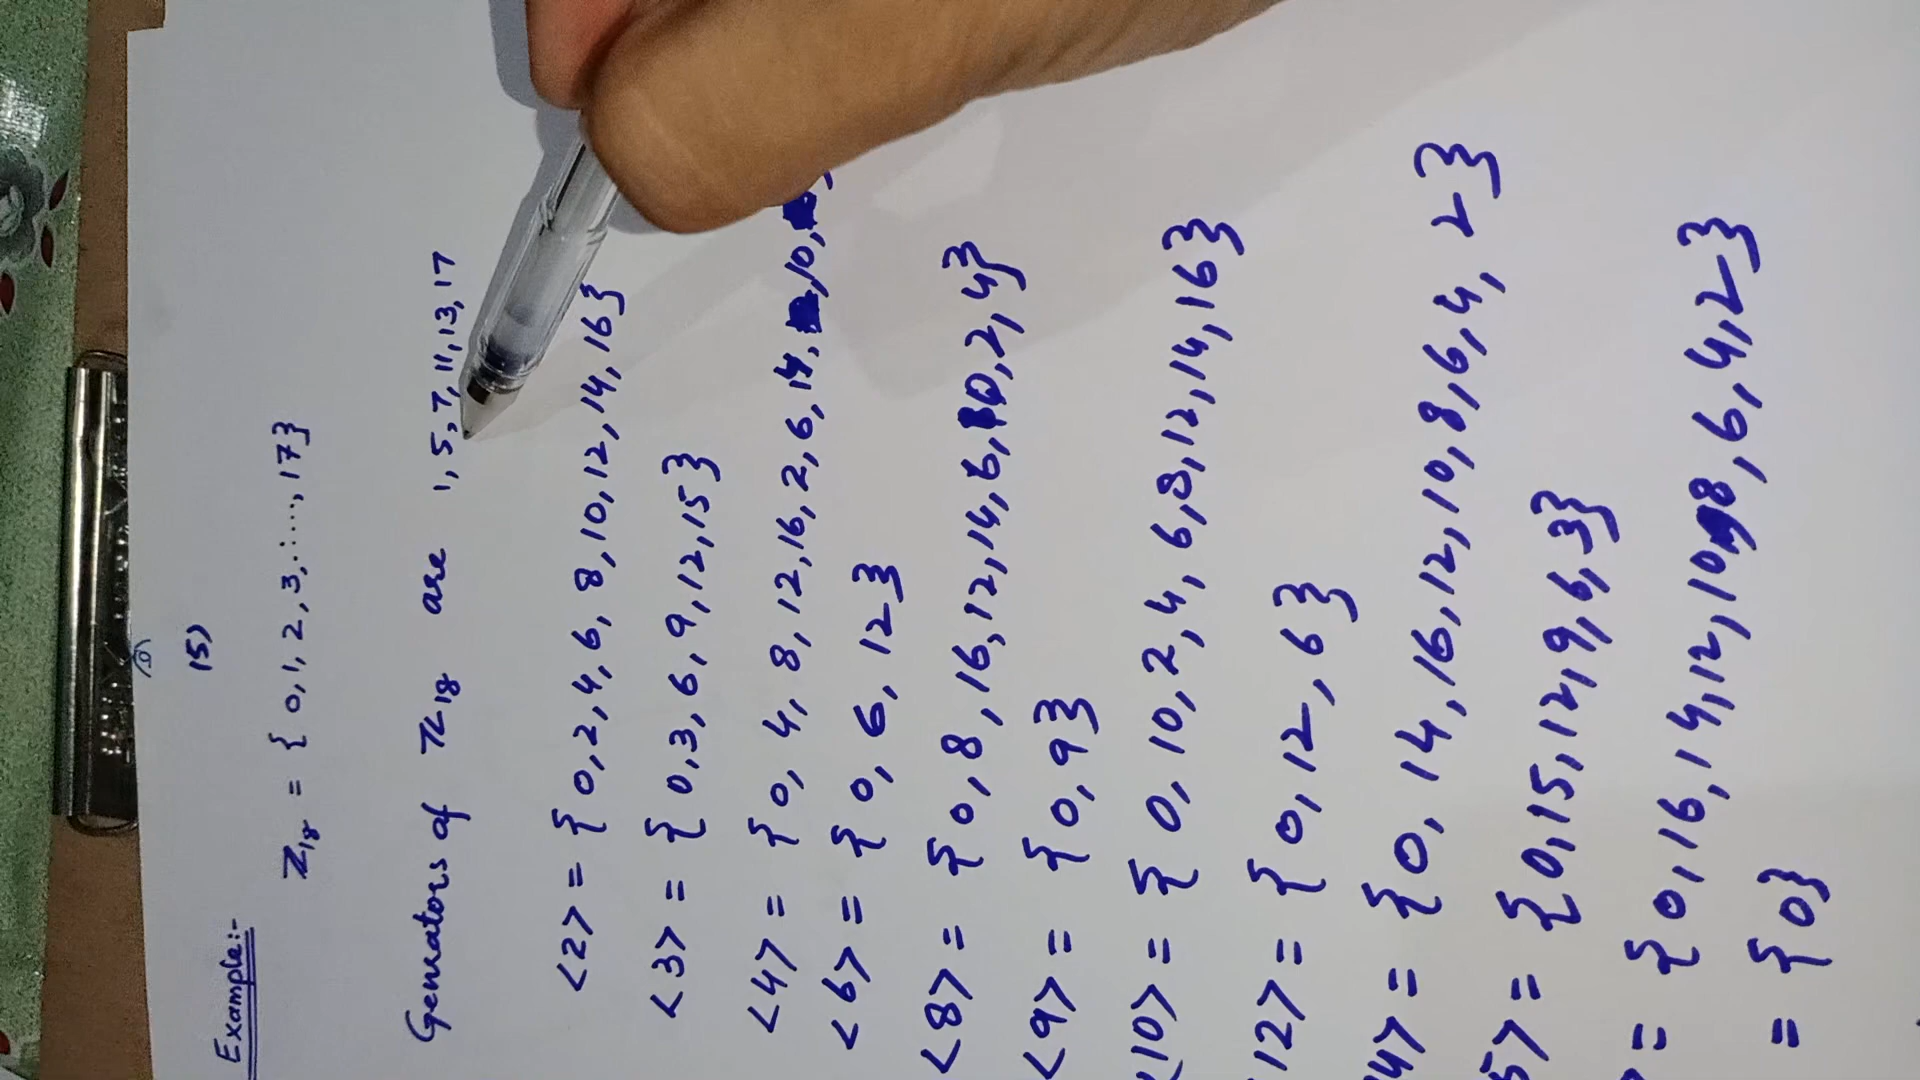 15)
Example:-
Z18 = { 0, 1, 2, 3, ....., 17}
Generators of Z18 are 1, 5, 7, 11, 13, 17
<2> = { 0, 2, 4, 6, 8, 10, 12, 14, 16}
<3> = { 0, 3, 6, 9, 12, 15}
<4> = { 0, 4, 8, 12, 16, 2, 6, 14, 10,
<6> = { 0, 6, 12}
<8> = { 0, 8, 16, 12, 14, 6, 10, 2, 4}
<9> = { 0, 9}
<10> = { 0, 10, 2, 4, 6, 8, 12, 14, 16}
12> = { 0, 12, 6}
4> = { 0, 14, 16, 12, 10, 8, 6, 4, 2}
5> = { 0, 15, 12, 9, 6, 3}
> = { 0, 16, 14, 12, 10, 8, 6, 4, 2}
= { 0}